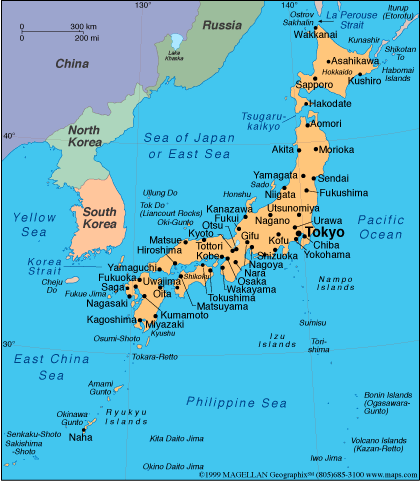 130°
140°
0
300 km
0
200 mi
Russia
Ostrov
Sakhalin
La Perouse
Strait
Iturup
(Etorofu)
Wakkanai
Kunashir
Shikotan
To
Habomai
Islands
Asahikawa
Hokkaido
Kushiro
Sapporo
Lake
Khanka
China
Hakodate
Tsugaru-
kaikyo
Aomori
40°
North
Korea
Sea of Japan
or East Sea
Akita
Morioka
Yamagata
Sendai
Sado
Niigata
Fukushima
Honshu
Ullung Do
Tok Do
(Liancourt Rocks)
Oki-Gunto
Kanazawa
Fukui
Utsunomiya
Nagano
Urawa
Pacific
Ocean
South
Korea
Yellow
Sea
Otsu
Kyoto
Gifu
Kofu
Tokyo
Matsue
Tottori
Chiba
Hiroshima
Kobe
Shizuoka
Yokohama
Nagoya
Korea
Strait
Yamaguchi
Nara
Cheju
Do
Fukuoka
Shikoku
Osaka
Nampo
Islands
Saga
Uwajima
Wakayama
Fukue Jima
Oita
Tokushima
Nagasaki
Matsuyama
Kagoshima
Kumamoto
Miyazaki
Kyushu
Sumisu
Osumi-Shoto
Izu
Islands
Tori-
shima
30°
Tokara-Retto
East China
Sea
Amami
Gunto
Bonin Islands
(Ogasawara-
Gunto)
Philippine Sea
Okinawa
Gunto
Ryukyu
Islands
Naha
Senkaku-Shoto
Sakishima
-Shoto
Kita Daito Jima
Volcano Islands
(Kazan-Retto)
Iwo Jima
Okino Daito Jima
©1999 MAGELLAN Geographix℠ (805)685-3100 www.maps.com